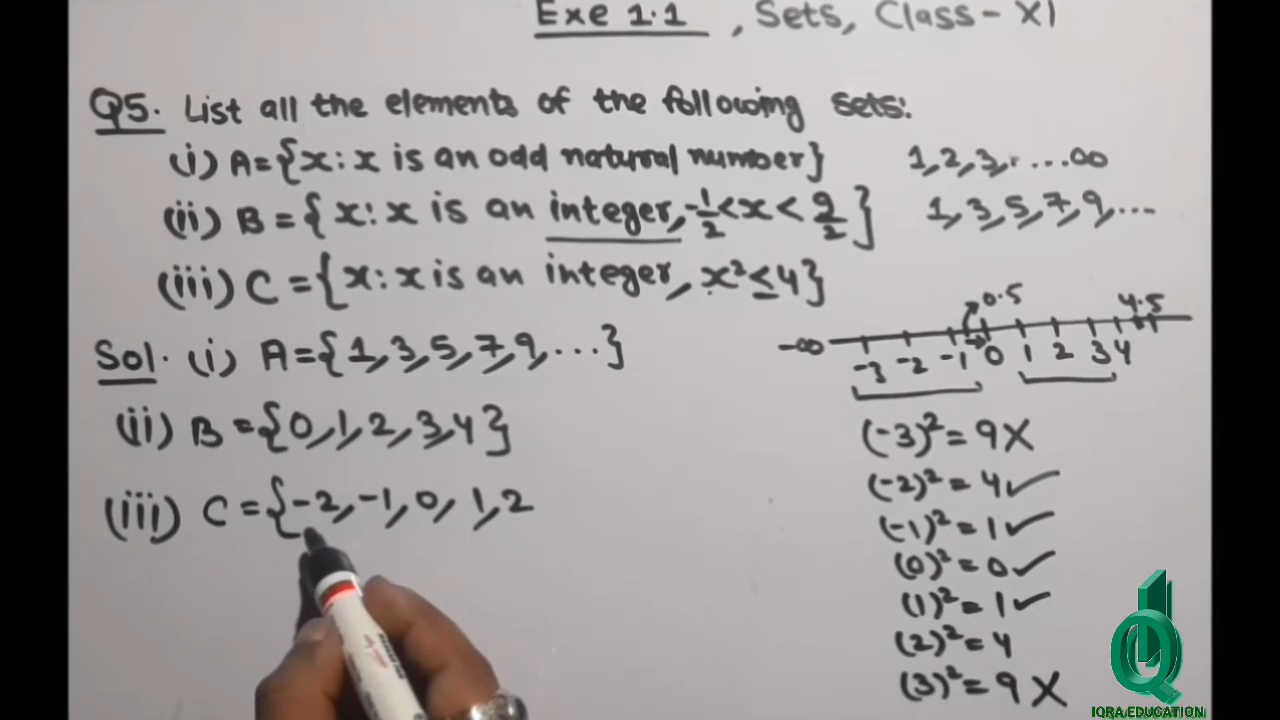 Exe 1.1, Sets, Class-XI
Q5. List all the elements of the following sets:
(i) A={x:x is an odd natural number} 1,2,3,....∞
(ii) B={x:x is an integer,-1/2<x<9/2} 1,3,5,7,9,...
(iii) C={x:x is an integer, x²≤4}
0.5 4.5
-∞ -3 -2 -1 0 1 2 3 4
Sol. (i) A={1,3,5,7,9,...}
(ii) B={0,1,2,3,4}
(iii) C={-2,-1,0,1,2
(-3)²=9X
(-2)²=4✓
(-1)²=1✓
(0)²=0✓
(1)²=1✓
(2)²=4
(3)²=9X
IQRA EDUCATION